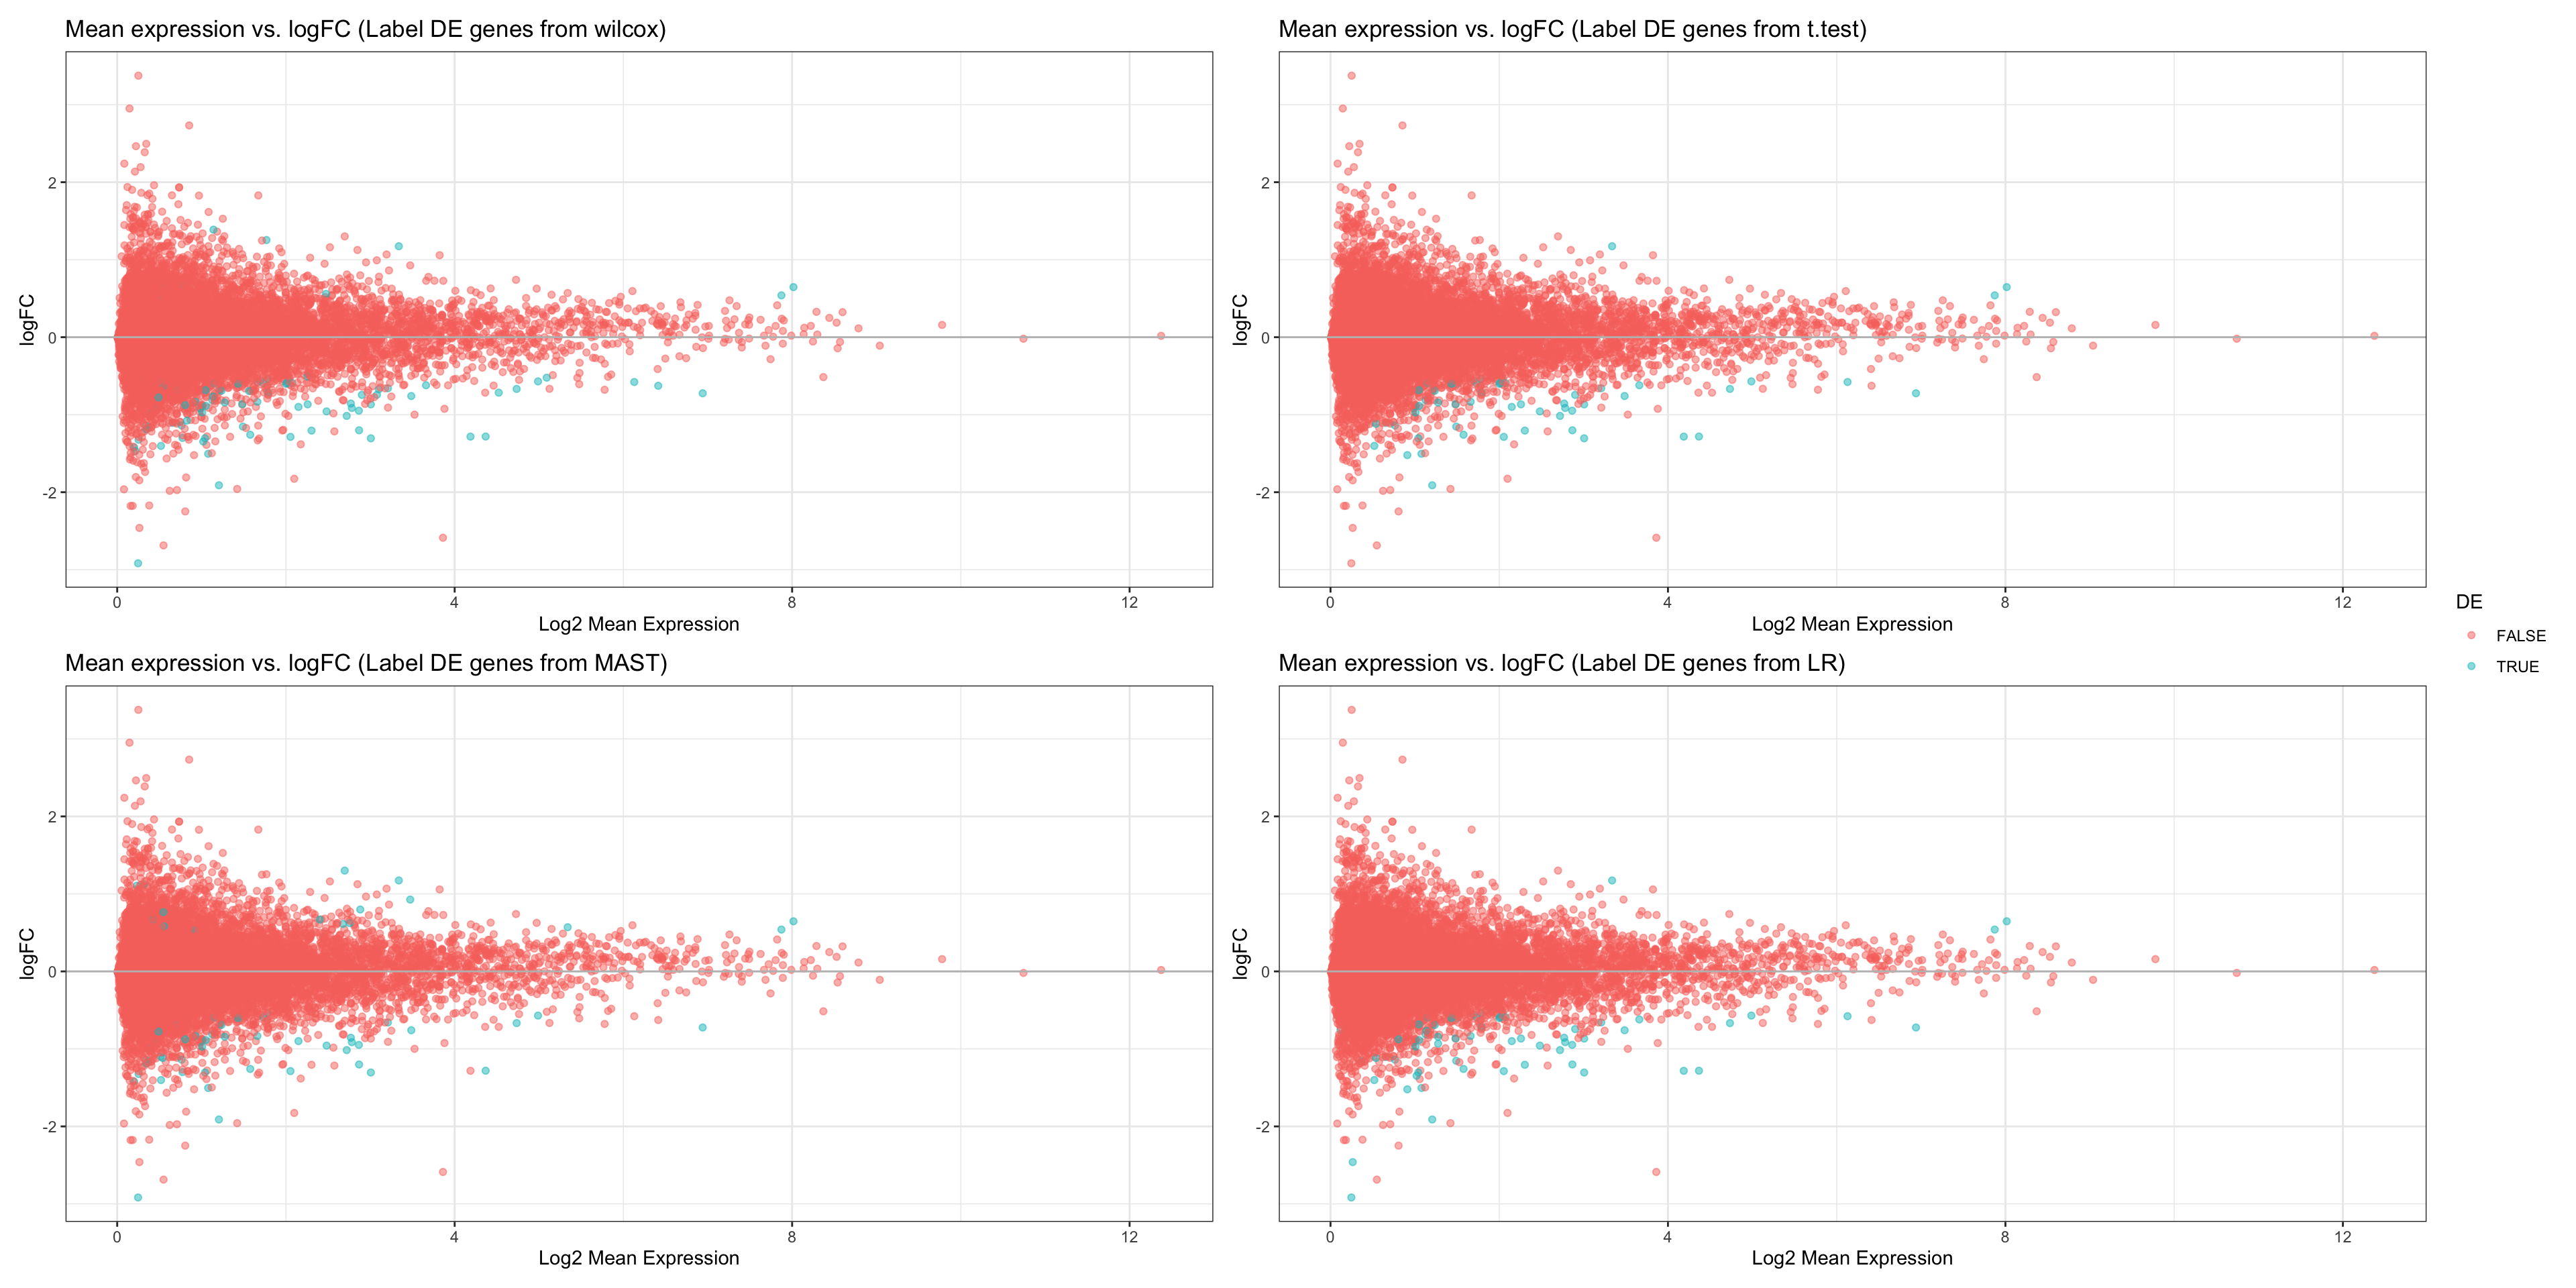 Mean expression vs. logFC (Label DE genes from wilcox)
logFC
2
0
-2
0 4 8 12
Log2 Mean Expression
Mean expression vs. logFC (Label DE genes from t.test)
logFC
2
0
-2
0 4 8 12
Log2 Mean Expression
DE
FALSE
TRUE
Mean expression vs. logFC (Label DE genes from MAST)
logFC
2
0
-2
0 4 8 12
Log2 Mean Expression
Mean expression vs. logFC (Label DE genes from LR)
logFC
2
0
-2
0 4 8 12
Log2 Mean Expression